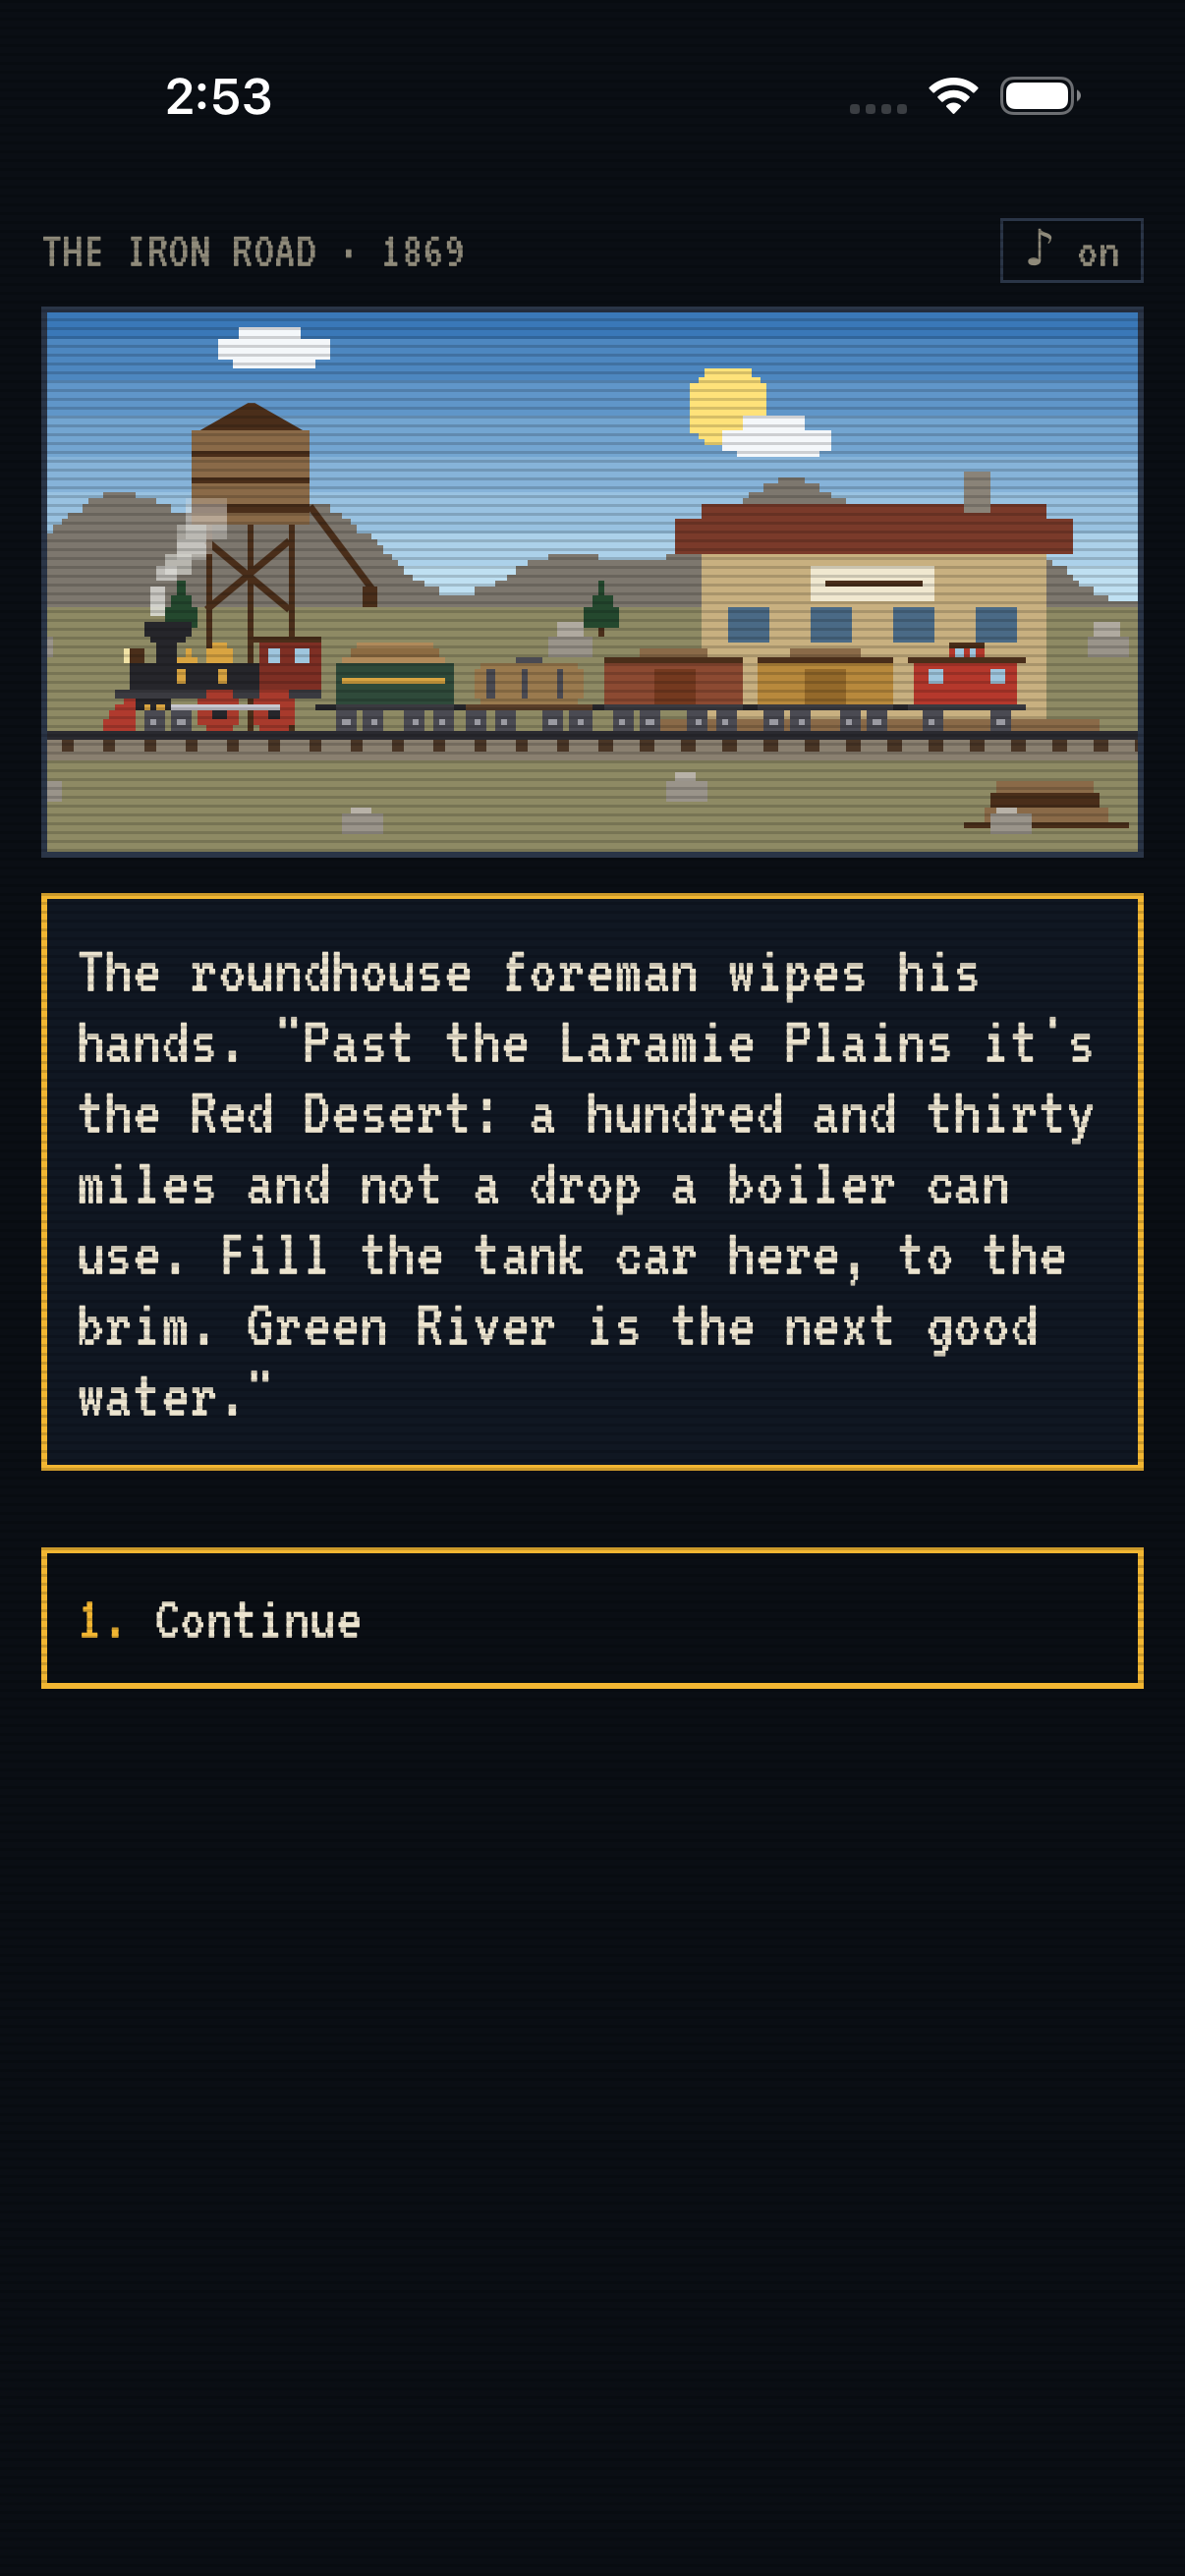 2:53
THE IRON ROAD · 1869
♪ on
The roundhouse foreman wipes his
hands. "Past the Laramie Plains it's
the Red Desert: a hundred and thirty
miles and not a drop a boiler can
use. Fill the tank car here, to the
brim. Green River is the next good
water."
1. Continue